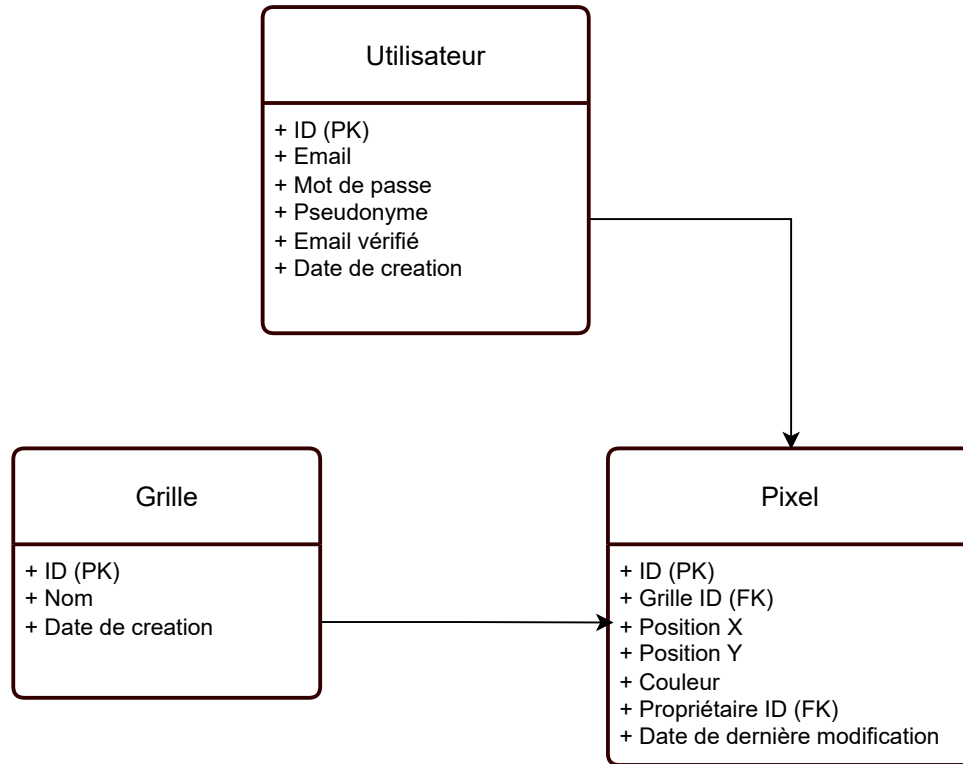 Utilisateur
+ ID (PK)
+ Email
+ Mot de passe
+ Pseudonyme
+ Email vérifié
+ Date de creation
Grille
+ ID (PK)
+ Nom
+ Date de creation
Pixel
+ ID (PK)
+ Grille ID (FK)
+ Position X
+ Position Y
+ Couleur
+ Propriétaire ID (FK)
+ Date de dernière modification